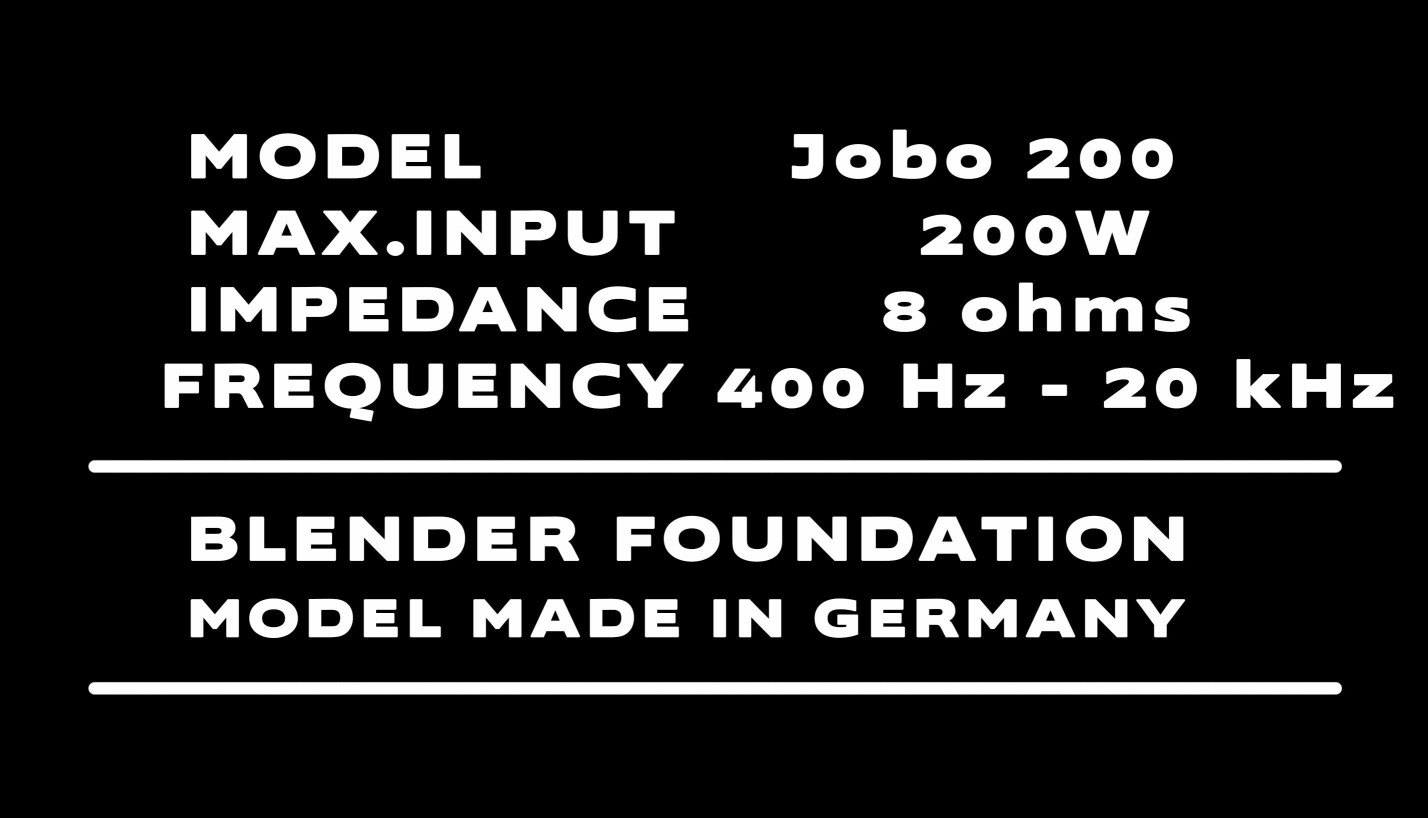 MODEL Jobo 200
MAX.INPUT 200W
IMPEDANCE 8 ohms
FREQUENCY 400 Hz - 20 kHz
BLENDER FOUNDATION
MODEL MADE IN GERMANY